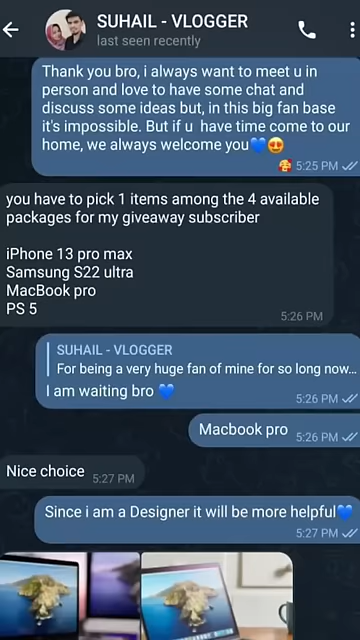 SUHAIL - VLOGGER
last seen recently
Thank you bro, i always want to meet u in
person and love to have some chat and
discuss some ideas but, in this big fan base
it's impossible. But if u have time come to our
home, we always welcome you💙😍
🥰 5:25 PM
you have to pick 1 items among the 4 available
packages for my giveaway subscriber
iPhone 13 pro max
Samsung S22 ultra
MacBook pro
PS 5
5:26 PM
SUHAIL - VLOGGER
For being a very huge fan of mine for so long now...
I am waiting bro 💙
5:26 PM
Macbook pro 5:26 PM
Nice choice 5:27 PM
Since i am a Designer it will be more helpful💙
5:27 PM